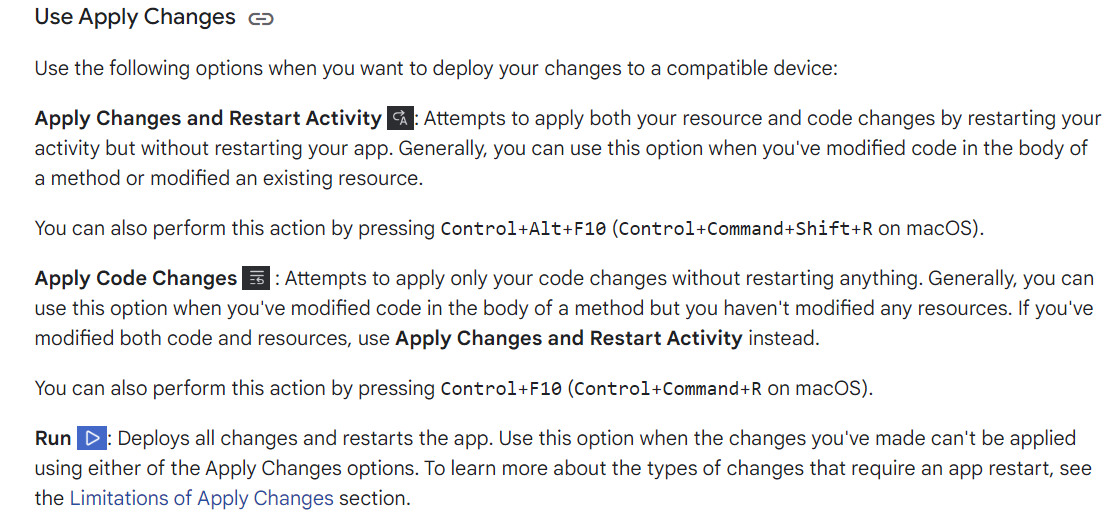 Use Apply Changes
Use the following options when you want to deploy your changes to a compatible device:
Apply Changes and Restart Activity : Attempts to apply both your resource and code changes by restarting your
activity but without restarting your app. Generally, you can use this option when you've modified code in the body of
a method or modified an existing resource.
You can also perform this action by pressing Control+Alt+F10 (Control+Command+Shift+R on macOS).
Apply Code Changes : Attempts to apply only your code changes without restarting anything. Generally, you can
use this option when you've modified code in the body of a method but you haven't modified any resources. If you've
modified both code and resources, use Apply Changes and Restart Activity instead.
You can also perform this action by pressing Control+F10 (Control+Command+R on macOS).
Run : Deploys all changes and restarts the app. Use this option when the changes you've made can't be applied
using either of the Apply Changes options. To learn more about the types of changes that require an app restart, see
the Limitations of Apply Changes section.